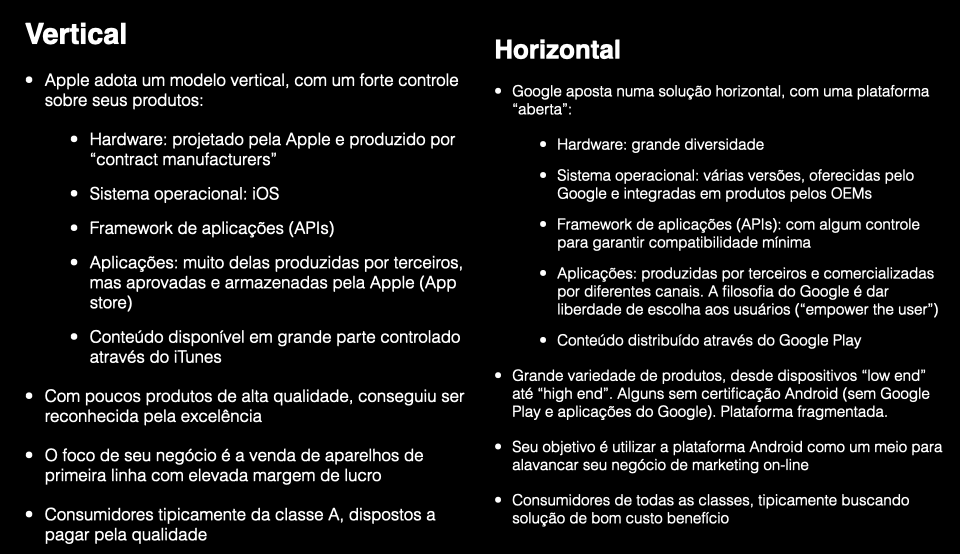 Vertical
• Apple adota um modelo vertical, com um forte controle
sobre seus produtos:
• Hardware: projetado pela Apple e produzido por
“contract manufacturers”
• Sistema operacional: iOS
• Framework de aplicações (APIs)
• Aplicações: muito delas produzidas por terceiros,
mas aprovadas e armazenadas pela Apple (App
store)
• Conteúdo disponível em grande parte controlado
através do iTunes
• Com poucos produtos de alta qualidade, conseguiu ser
reconhecida pela excelência
• O foco de seu negócio é a venda de aparelhos de
primeira linha com elevada margem de lucro
• Consumidores tipicamente da classe A, dispostos a
pagar pela qualidade
Horizontal
• Google aposta numa solução horizontal, com uma plataforma
“aberta”:
• Hardware: grande diversidade
• Sistema operacional: várias versões, oferecidas pelo
Google e integradas em produtos pelos OEMs
• Framework de aplicações (APIs): com algum controle
para garantir compatibilidade mínima
• Aplicações: produzidas por terceiros e comercializadas
por diferentes canais. A filosofia do Google é dar
liberdade de escolha aos usuários (“empower the user”)
• Conteúdo distribuído através do Google Play
• Grande variedade de produtos, desde dispositivos “low end”
até “high end”. Alguns sem certificação Android (sem Google
Play e aplicações do Google). Plataforma fragmentada.
• Seu objetivo é utilizar a plataforma Android como um meio para
alavancar seu negócio de marketing on-line
• Consumidores de todas as classes, tipicamente buscando
solução de bom custo benefício